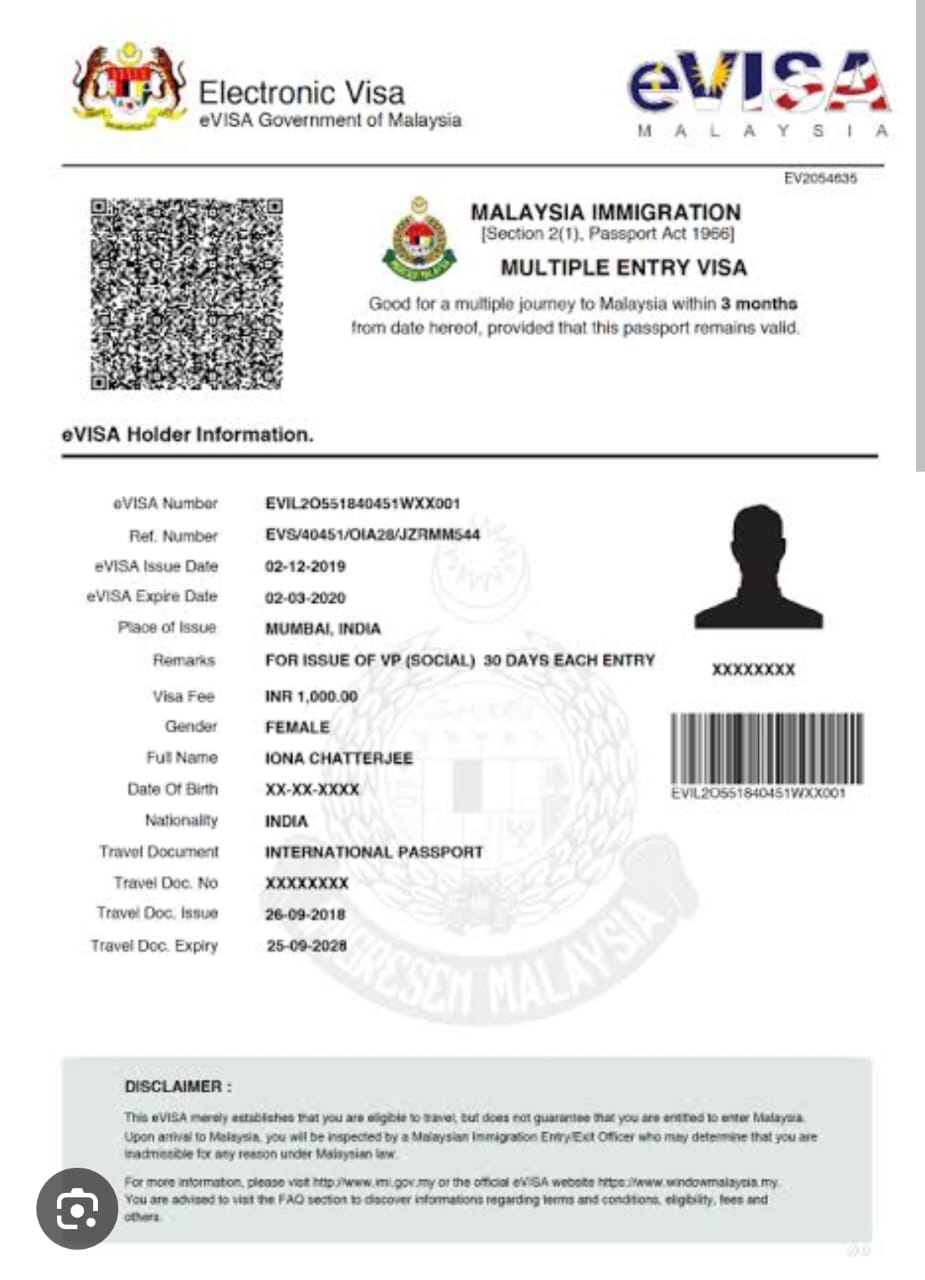 Electronic Visa
eVISA Government of Malaysia
eVISA
MALAYSIA
EV2054635
MALAYSIA IMMIGRATION
[Section 2(1), Passport Act 1966]
MULTIPLE ENTRY VISA
Good for a multiple journey to Malaysia within 3 months
from date hereof, provided that this passport remains valid.
eVISA Holder Information.
eVISA Number EVIL2O551840451WXX001
Ref. Number EVS/40451/OIA28/JZRMM544
eVISA Issue Date 02-12-2019
eVISA Expire Date 02-03-2020
Place of Issue MUMBAI, INDIA
Remarks FOR ISSUE OF VP (SOCIAL) 30 DAYS EACH ENTRY
XXXXXXXX
Visa Fee INR 1,000.00
Gender FEMALE
Full Name IONA CHATTERJEE
Date Of Birth XX-XX-XXXX
EVIL2O551840451WXX001
Nationality INDIA
Travel Document INTERNATIONAL PASSPORT
Travel Doc. No XXXXXXXX
Travel Doc. Issue 26-09-2018
Travel Doc. Expiry 25-09-2028
MALAYSIA
DISCLAIMER :
This eVISA merely establishes that you are eligible to travel, but does not guarantee that you are entitled to enter Malaysia.
Upon arrival to Malaysia, you will be inspected by a Malaysian Immigration Entry/Exit Officer who may determine that you are
inadmissible for any reason under Malaysian law.
For more information, please visit http://www.imi.gov.my or the official eVISA website https://www.windowmalaysia.my.
You are advised to visit the FAQ section to discover informations regarding terms and conditions, eligibility, fees and
others.